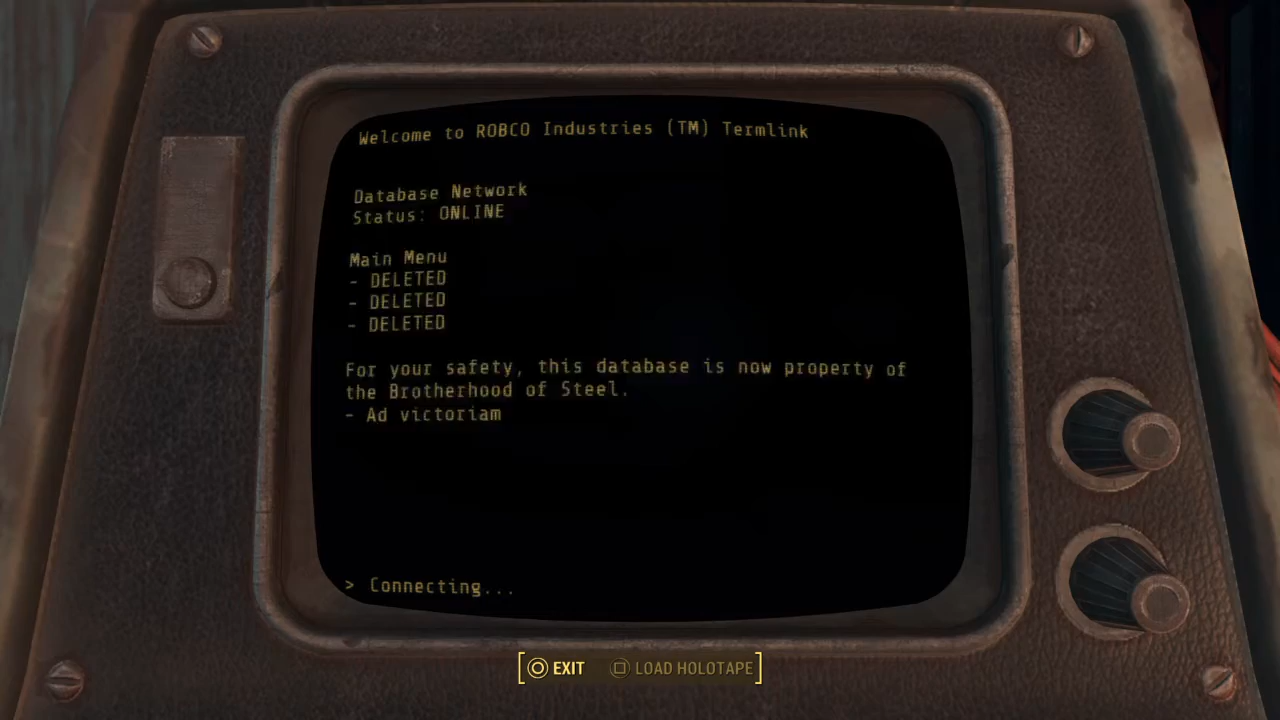 Welcome to ROBCO Industries (TM) Termlink
Database Network
Status: ONLINE
Main Menu
- DELETED
- DELETED
- DELETED
For your safety, this database is now property of
the Brotherhood of Steel.
- Ad victoriam
> Connecting...
EXIT LOAD HOLOTAPE